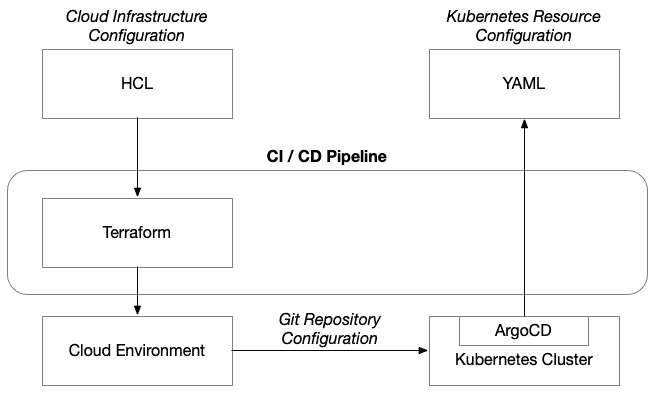 Cloud Infrastructure
Configuration
Kubernetes Resource
Configuration
HCL
YAML
CI / CD Pipeline
Terraform
Git Repository
Configuration
Cloud Environment
ArgoCD
Kubernetes Cluster